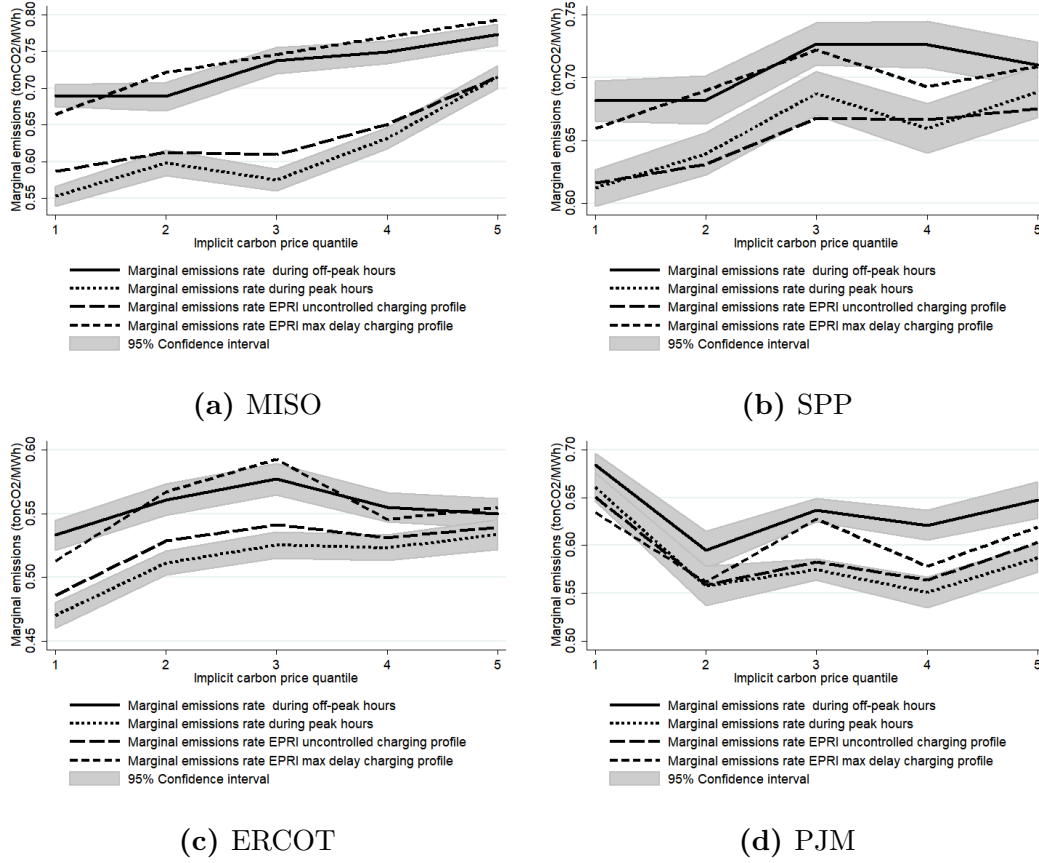 Marginal emissions (tonCO2/MWh)
0.80
0.75
0.70
0.65
0.60
0.55
1 2 3 4 5
Implicit carbon price quantile
Marginal emissions rate during off-peak hours
Marginal emissions rate during peak hours
Marginal emissions rate EPRI uncontrolled charging profile
Marginal emissions rate EPRI max delay charging profile
95% Confidence interval
(a) MISO
Marginal emissions (tonCO2/MWh)
0.75
0.70
0.65
0.60
1 2 3 4 5
Implicit carbon price quantile
Marginal emissions rate during off-peak hours
Marginal emissions rate during peak hours
Marginal emissions rate EPRI uncontrolled charging profile
Marginal emissions rate EPRI max delay charging profile
95% Confidence interval
(b) SPP
Marginal emissions (tonCO2/MWh)
0.60
0.55
0.50
0.45
1 2 3 4 5
Implicit carbon price quantile
Marginal emissions rate during off-peak hours
Marginal emissions rate during peak hours
Marginal emissions rate EPRI uncontrolled charging profile
Marginal emissions rate EPRI max delay charging profile
95% Confidence interval
(c) ERCOT
Marginal emissions (tonCO2/MWh)
0.70
0.65
0.60
0.55
0.50
1 2 3 4 5
Implicit carbon price quantile
Marginal emissions rate during off-peak hours
Marginal emissions rate during peak hours
Marginal emissions rate EPRI uncontrolled charging profile
Marginal emissions rate EPRI max delay charging profile
95% Confidence interval
(d) PJM